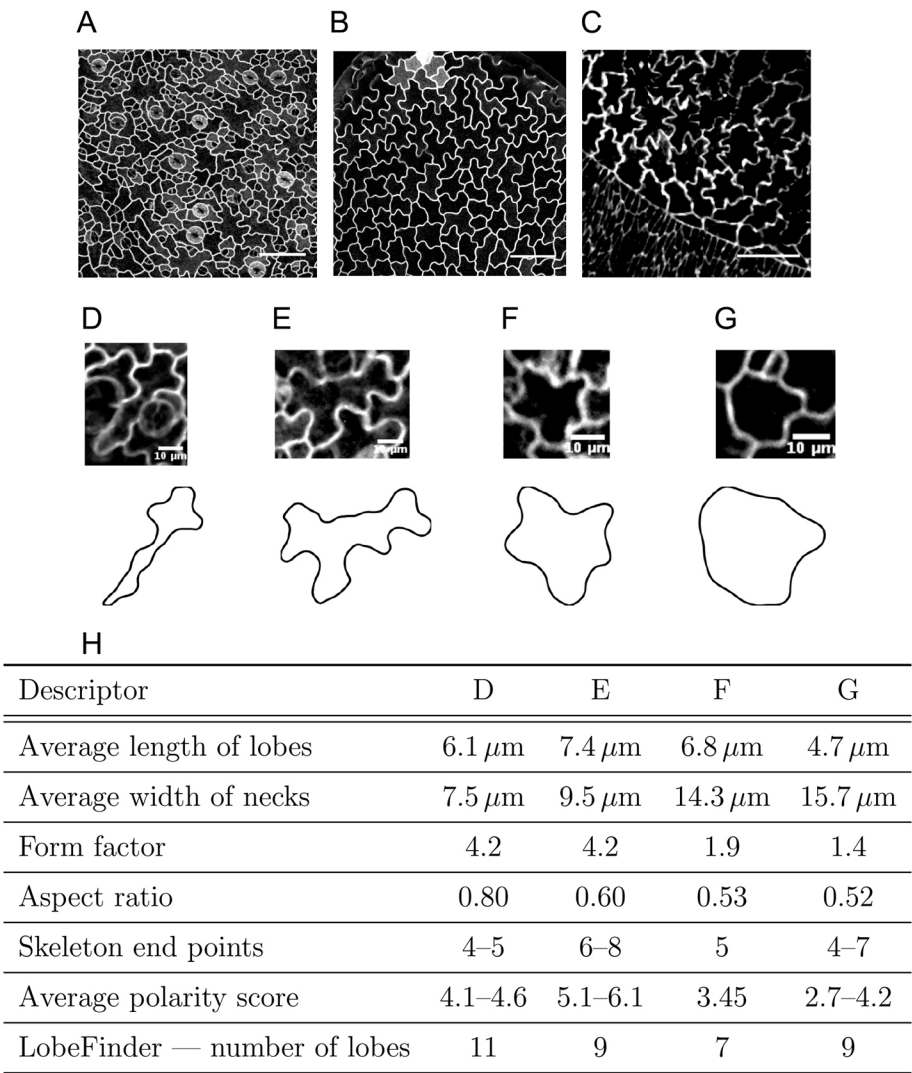 A B C
D E F G
10 μm 10 μm 10 μm 10 μm
H
Descriptor D E F G
Average length of lobes 6.1 μm 7.4 μm 6.8 μm 4.7 μm
Average width of necks 7.5 μm 9.5 μm 14.3 μm 15.7 μm
Form factor 4.2 4.2 1.9 1.4
Aspect ratio 0.80 0.60 0.53 0.52
Skeleton end points 4–5 6–8 5 4–7
Average polarity score 4.1–4.6 5.1–6.1 3.45 2.7–4.2
LobeFinder — number of lobes 11 9 7 9